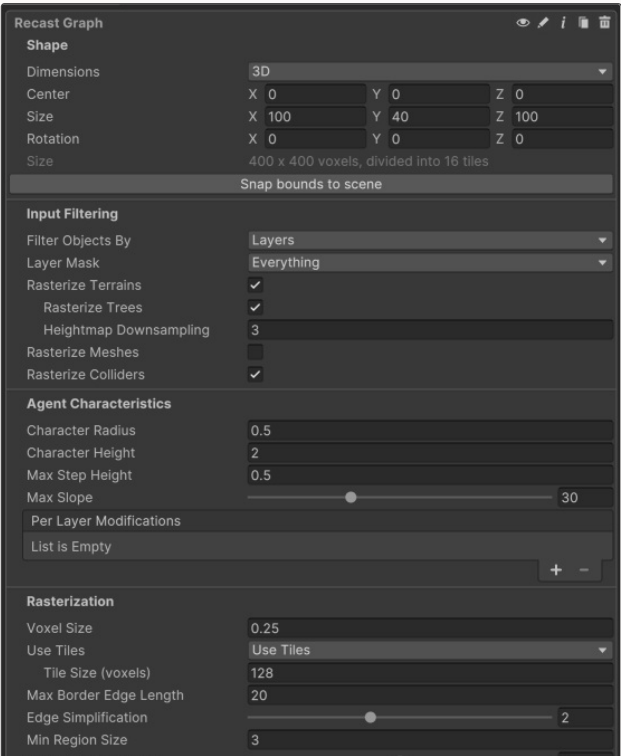 Recast Graph
Shape
Dimensions 3D
Center X 0 Y 0 Z 0
Size X 100 Y 40 Z 100
Rotation X 0 Y 0 Z 0
Size 400 x 400 voxels, divided into 16 tiles
Snap bounds to scene
Input Filtering
Filter Objects By Layers
Layer Mask Everything
Rasterize Terrains
Rasterize Trees
Heightmap Downsampling 3
Rasterize Meshes
Rasterize Colliders
Agent Characteristics
Character Radius 0.5
Character Height 2
Max Step Height 0.5
Max Slope 30
Per Layer Modifications
List is Empty
+ −
Rasterization
Voxel Size 0.25
Use Tiles Use Tiles
Tile Size (voxels) 128
Max Border Edge Length 20
Edge Simplification 2
Min Region Size 3